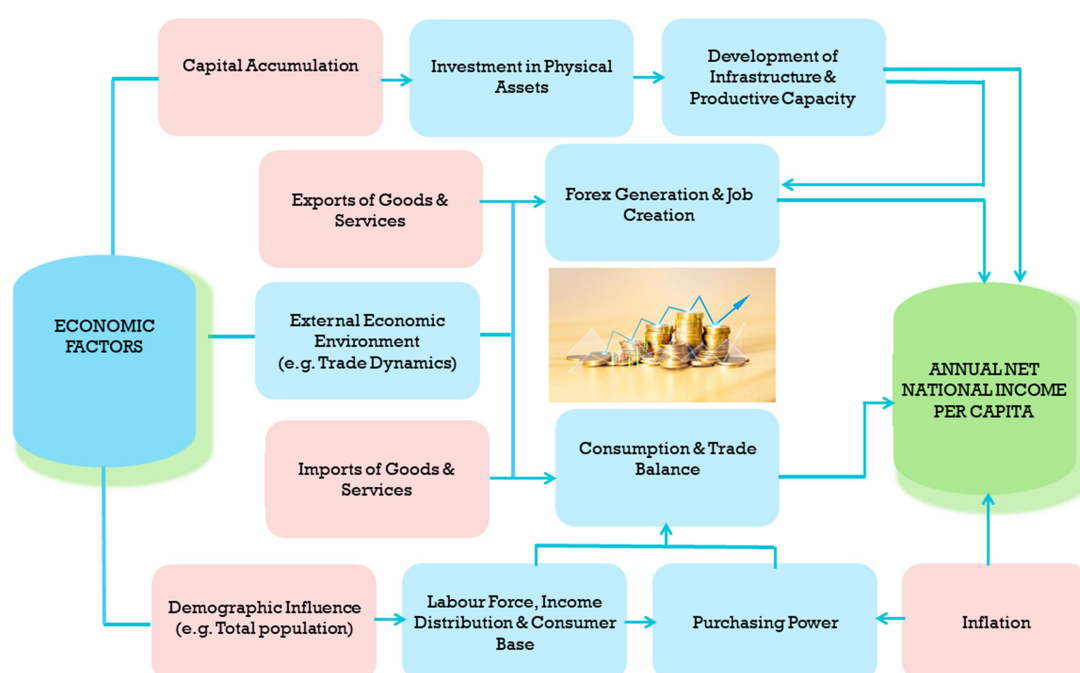 Capital Accumulation
Investment in Physical
Assets
Development of
Infrastructure &
Productive Capacity
Exports of Goods &
Services
Forex Generation & Job
Creation
ECONOMIC
FACTORS
External Economic
Environment
(e.g. Trade Dynamics)
ANNUAL NET
NATIONAL INCOME
PER CAPITA
Imports of Goods &
Services
Consumption & Trade
Balance
Demographic Influence
(e.g. Total population)
Labour Force, Income
Distribution & Consumer
Base
Purchasing Power
Inflation